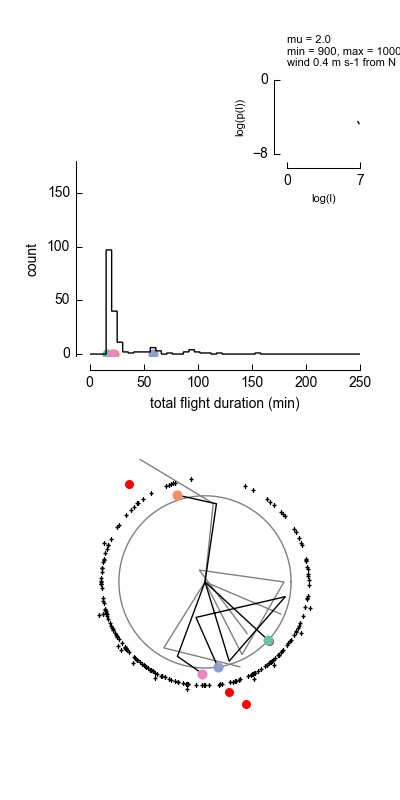 mu = 2.0
min = 900, max = 1000
wind 0.4 m s-1 from N
0
log(p(l))
−8
0 7
log(l)
150
100
50
0
count
0 50 100 150 200 250
total flight duration (min)